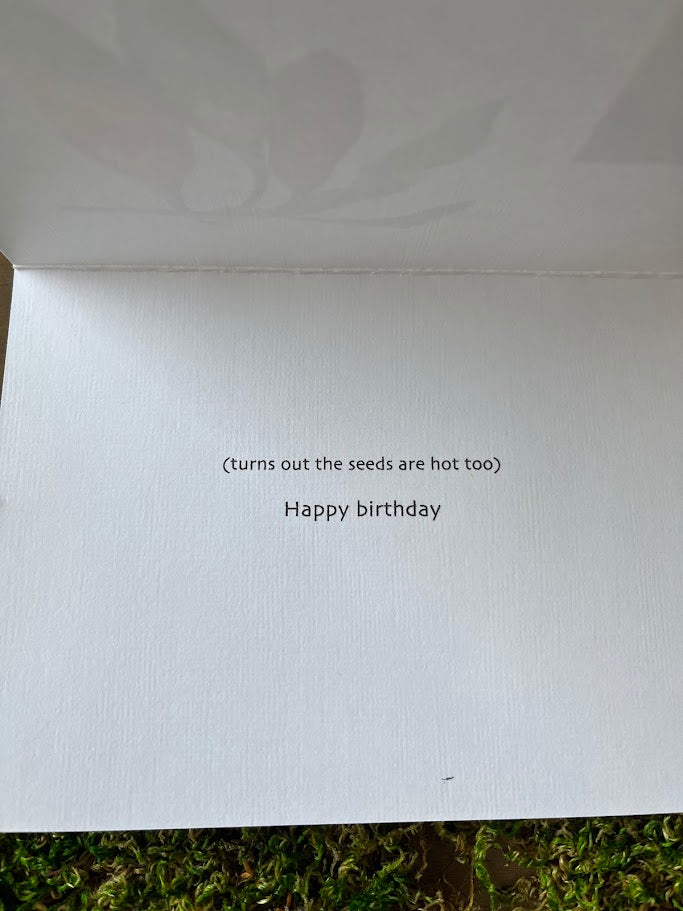 (turns out the seeds are hot too)
Happy birthday